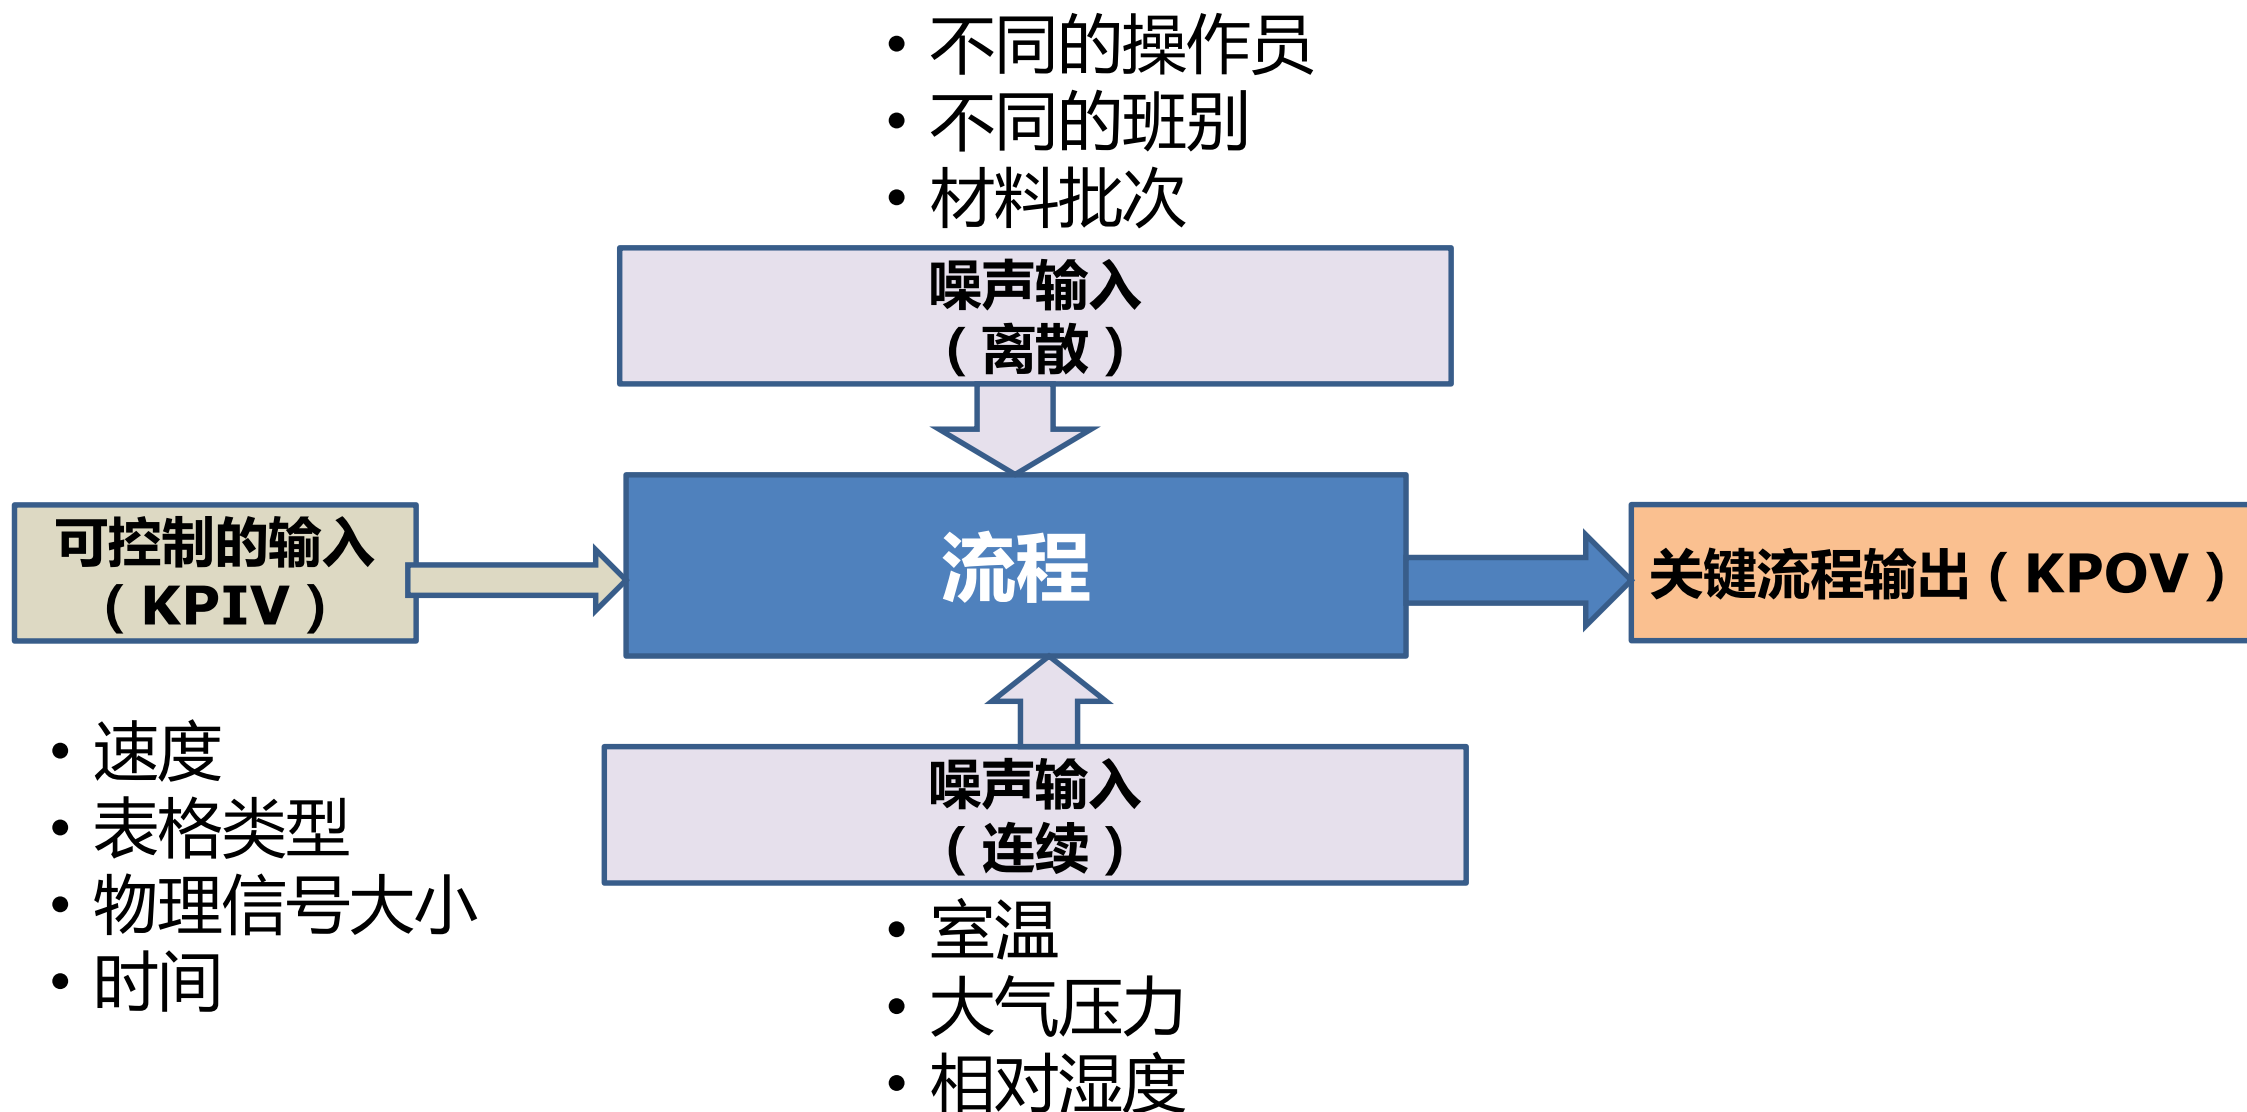 • 不同的操作员
• 不同的班别
• 材料批次
噪声输入
（离散）
可控制的输入
（KPIV）
流程
关键流程输出（KPOV）
• 速度
• 表格类型
• 物理信号大小
• 时间
噪声输入
（连续）
• 室温
• 大气压力
• 相对湿度